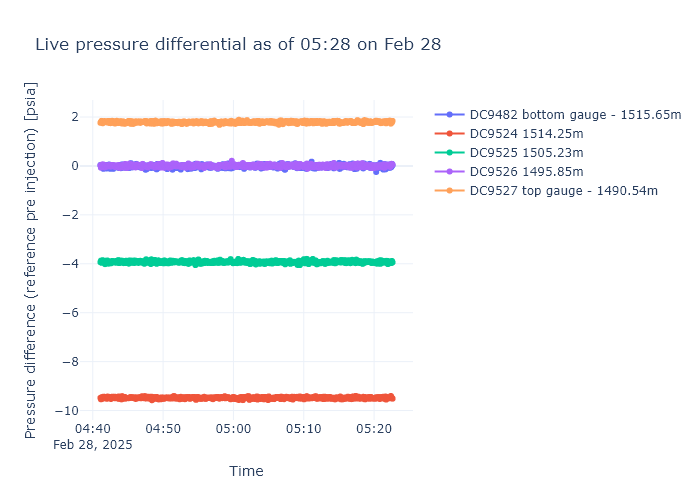 Live pressure differential as of 05:28 on Feb 28
Pressure difference (reference pre injection) [psia]
2
0
−2
−4
−6
−8
−10
04:40
Feb 28, 2025
04:50
05:00
05:10
05:20
Time
DC9482 bottom gauge - 1515.65m
DC9524 1514.25m
DC9525 1505.23m
DC9526 1495.85m
DC9527 top gauge - 1490.54m